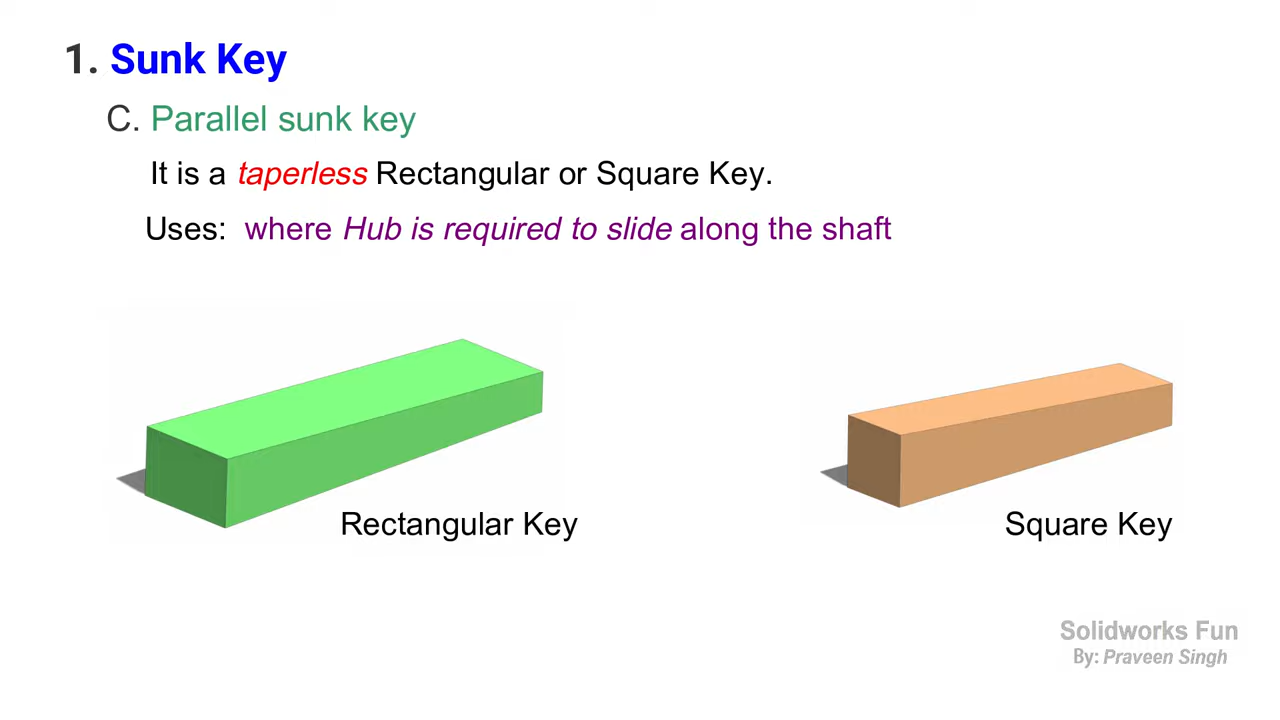 1. Sunk Key
C. Parallel sunk key
It is a taperless Rectangular or Square Key.
Uses: where Hub is required to slide along the shaft
Rectangular Key
Square Key
Solidworks Fun
By: Praveen Singh